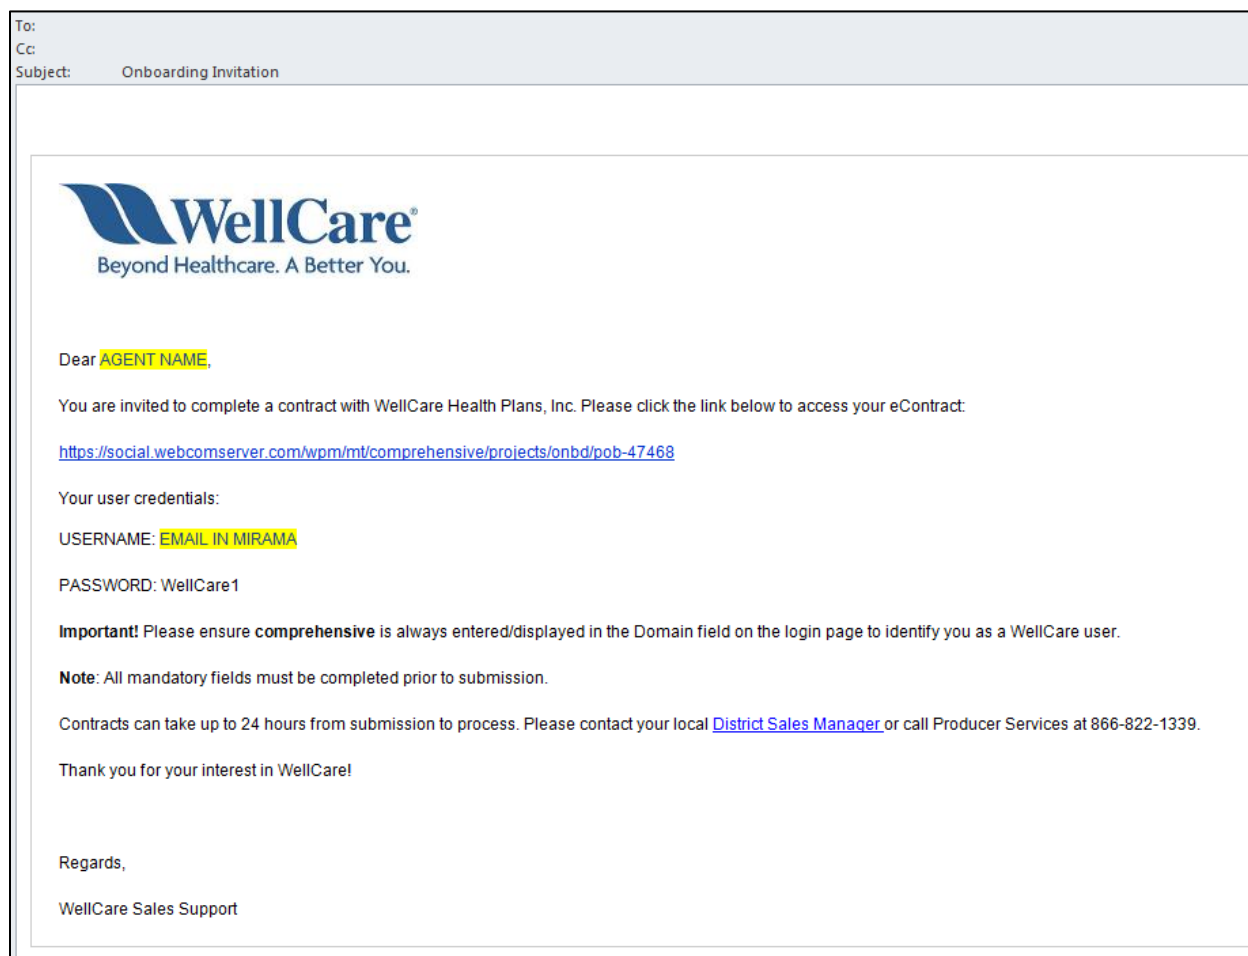 To:
Cc:
Subject: Onboarding Invitation
WellCare®
Beyond Healthcare. A Better You.
Dear AGENT NAME,
You are invited to complete a contract with WellCare Health Plans, Inc. Please click the link below to access your eContract:
https://social.webcomserver.com/wpm/mt/comprehensive/projects/onbd/pob-47468
Your user credentials:
USERNAME: EMAIL IN MIRAMA
PASSWORD: WellCare1
Important! Please ensure comprehensive is always entered/displayed in the Domain field on the login page to identify you as a WellCare user.
Note: All mandatory fields must be completed prior to submission.
Contracts can take up to 24 hours from submission to process. Please contact your local District Sales Manager or call Producer Services at 866-822-1339.
Thank you for your interest in WellCare!
Regards,
WellCare Sales Support